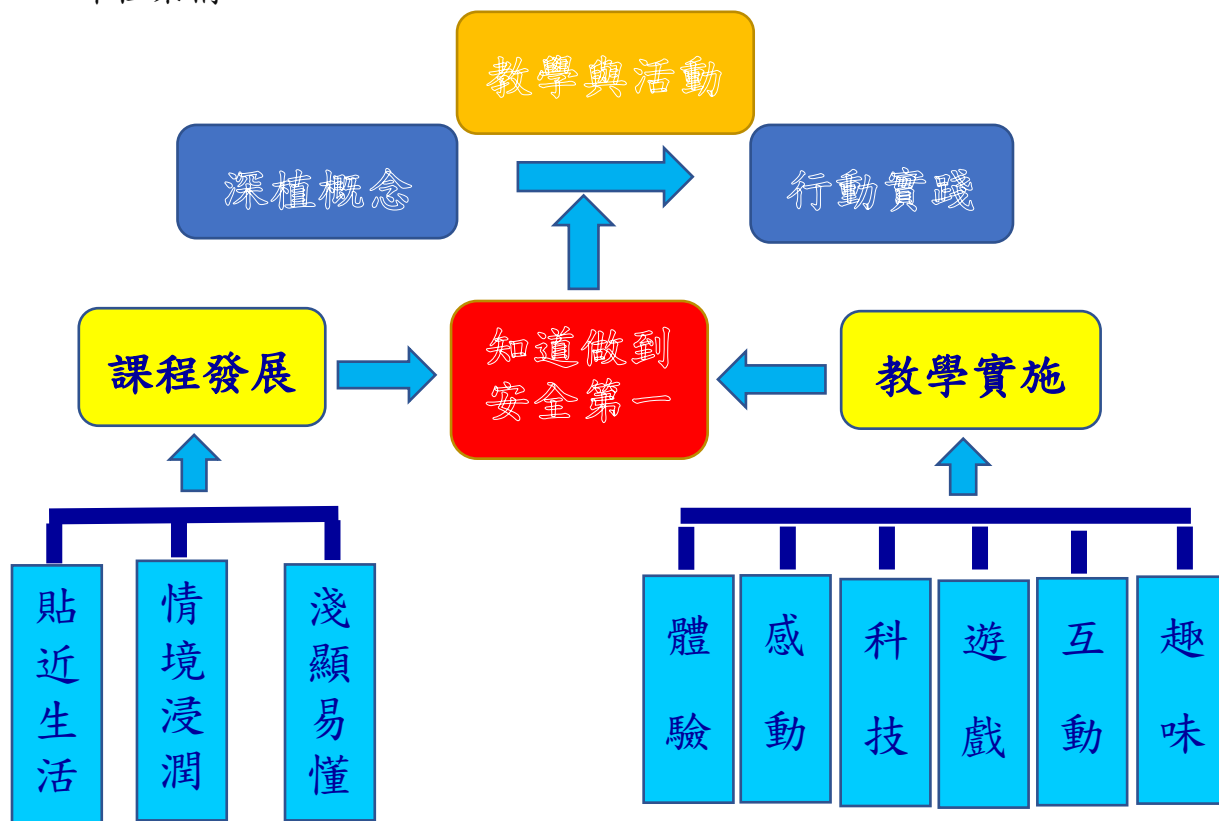 教學與活動
深植概念
行動實踐
知道做到
安全第一
課程發展
教學實施
貼近生活
情境浸潤
淺顯易懂
體驗
感動
科技
遊戲
互動
趣味